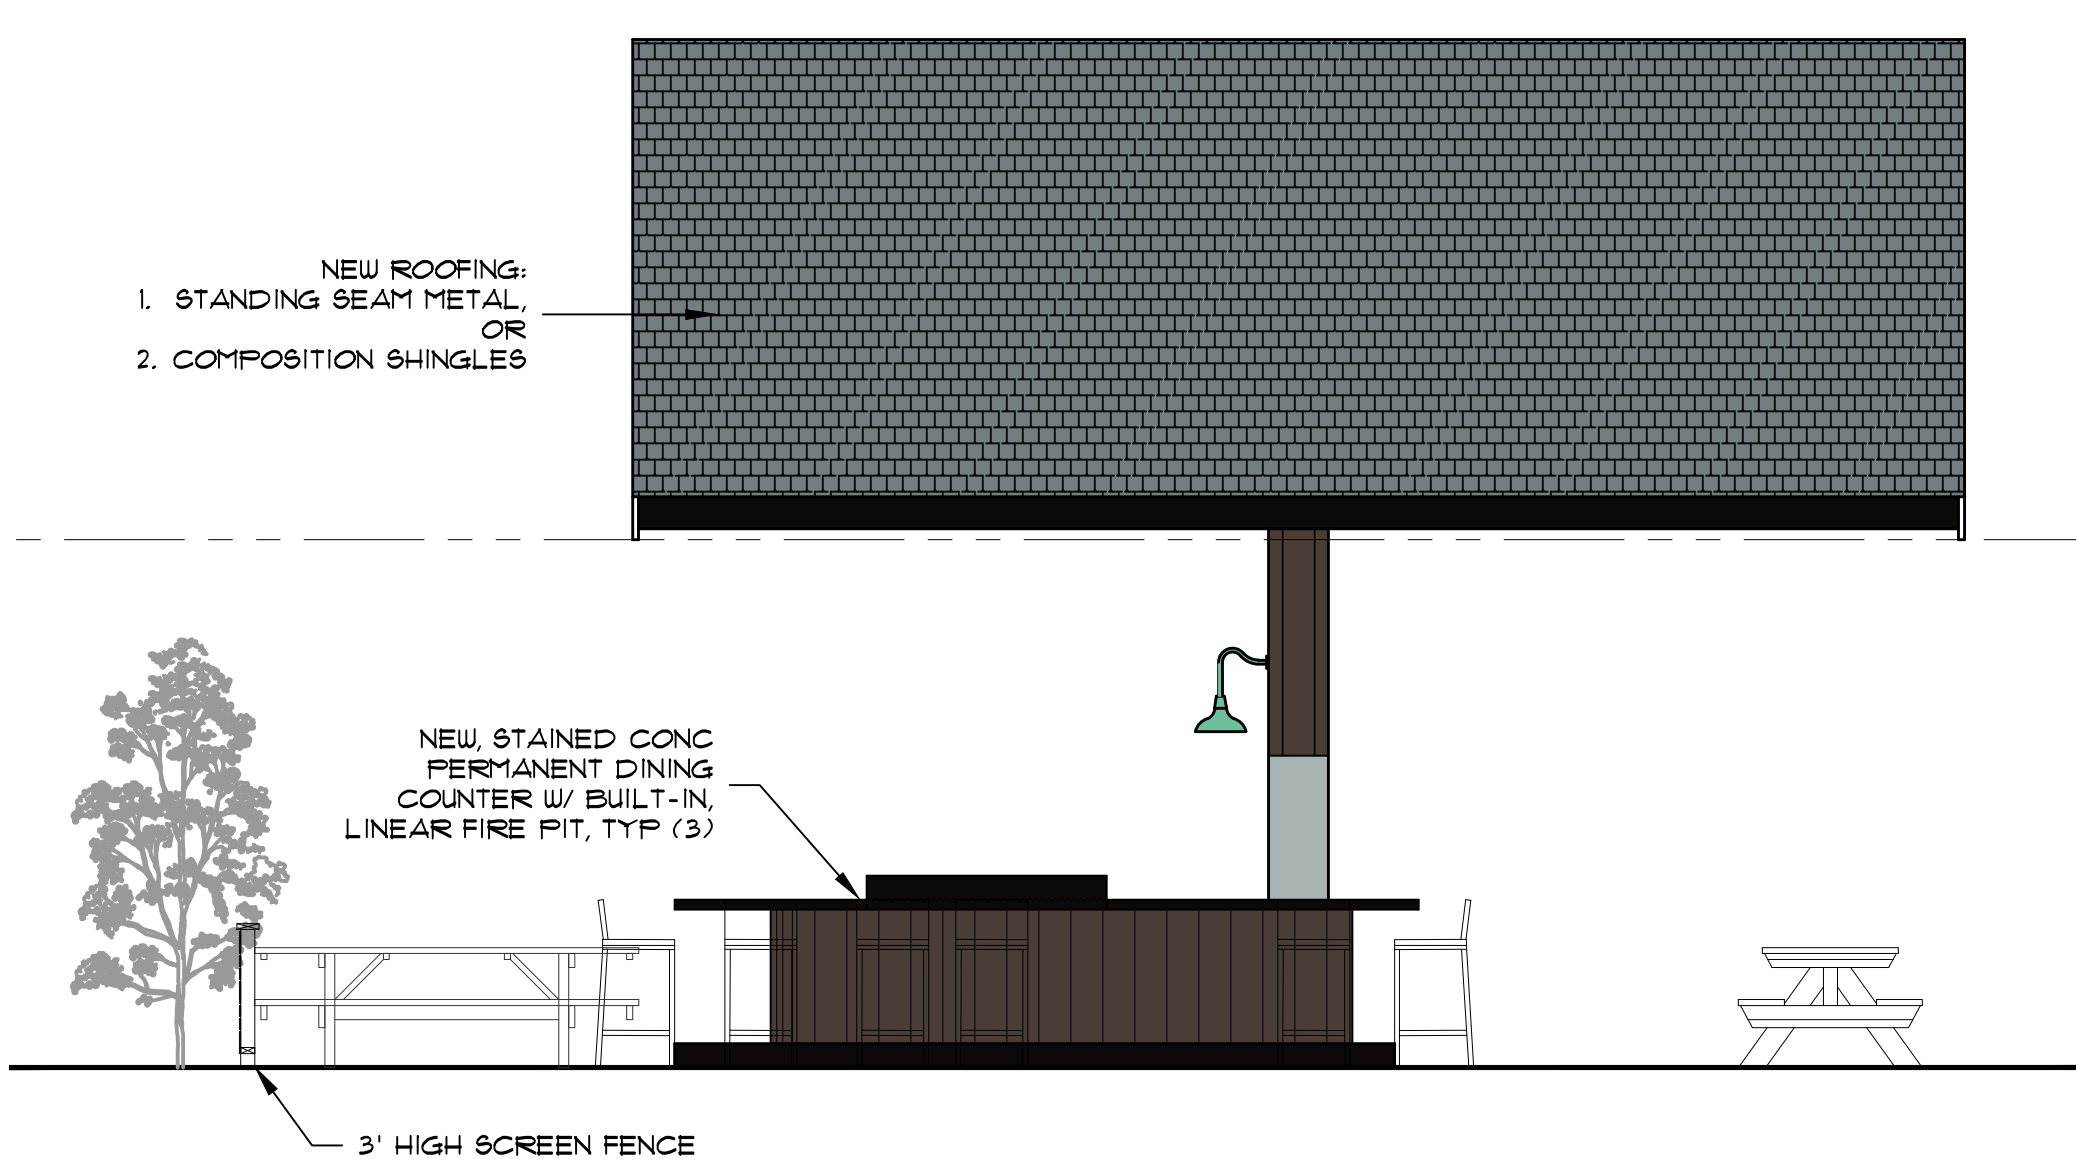 NEW ROOFING:
1. STANDING SEAM METAL,
OR
2. COMPOSITION SHINGLES
NEW, STAINED CONC
PERMANENT DINING
COUNTER W/ BUILT-IN,
LINEAR FIRE PIT, TYP (3)
3' HIGH SCREEN FENCE